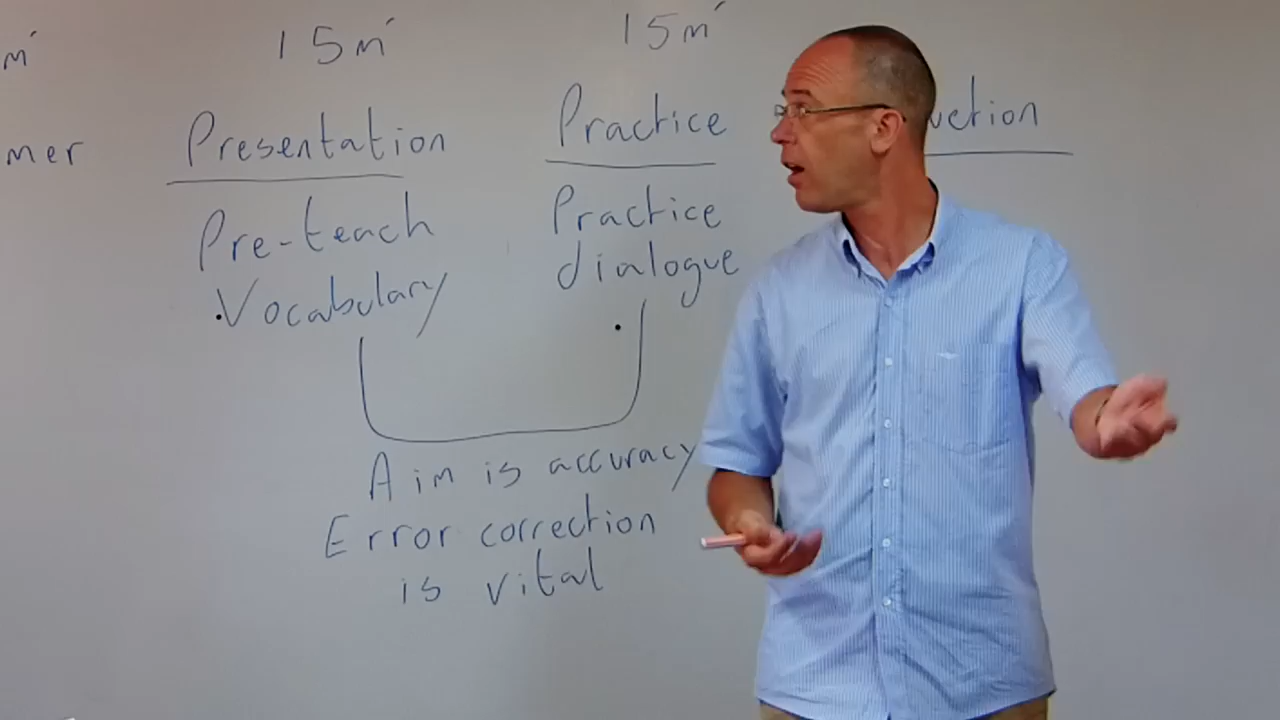 m'
15m'
15m'
mer
Presentation
Practice
uction
Pre-teach
Vocabulary
Practice
dialogue
Aim is accuracy
Error correction
is vital